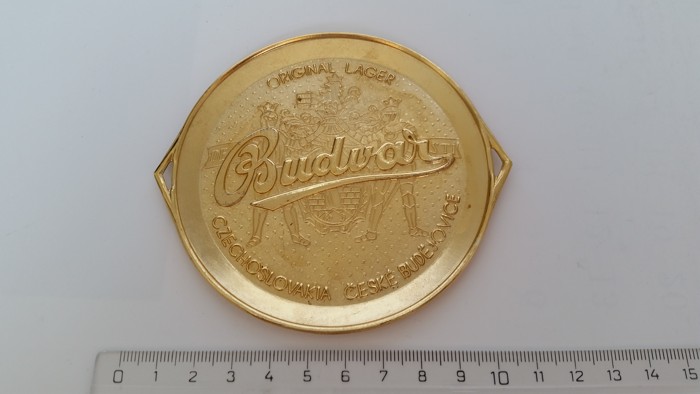 ORIGINAL LAGER
Budvar
CZECHOSLOVAKIA ČESKÉ BUDĚJOVICE
0 1 2 3 4 5 6 7 8 9 10 11 12 13 14 15